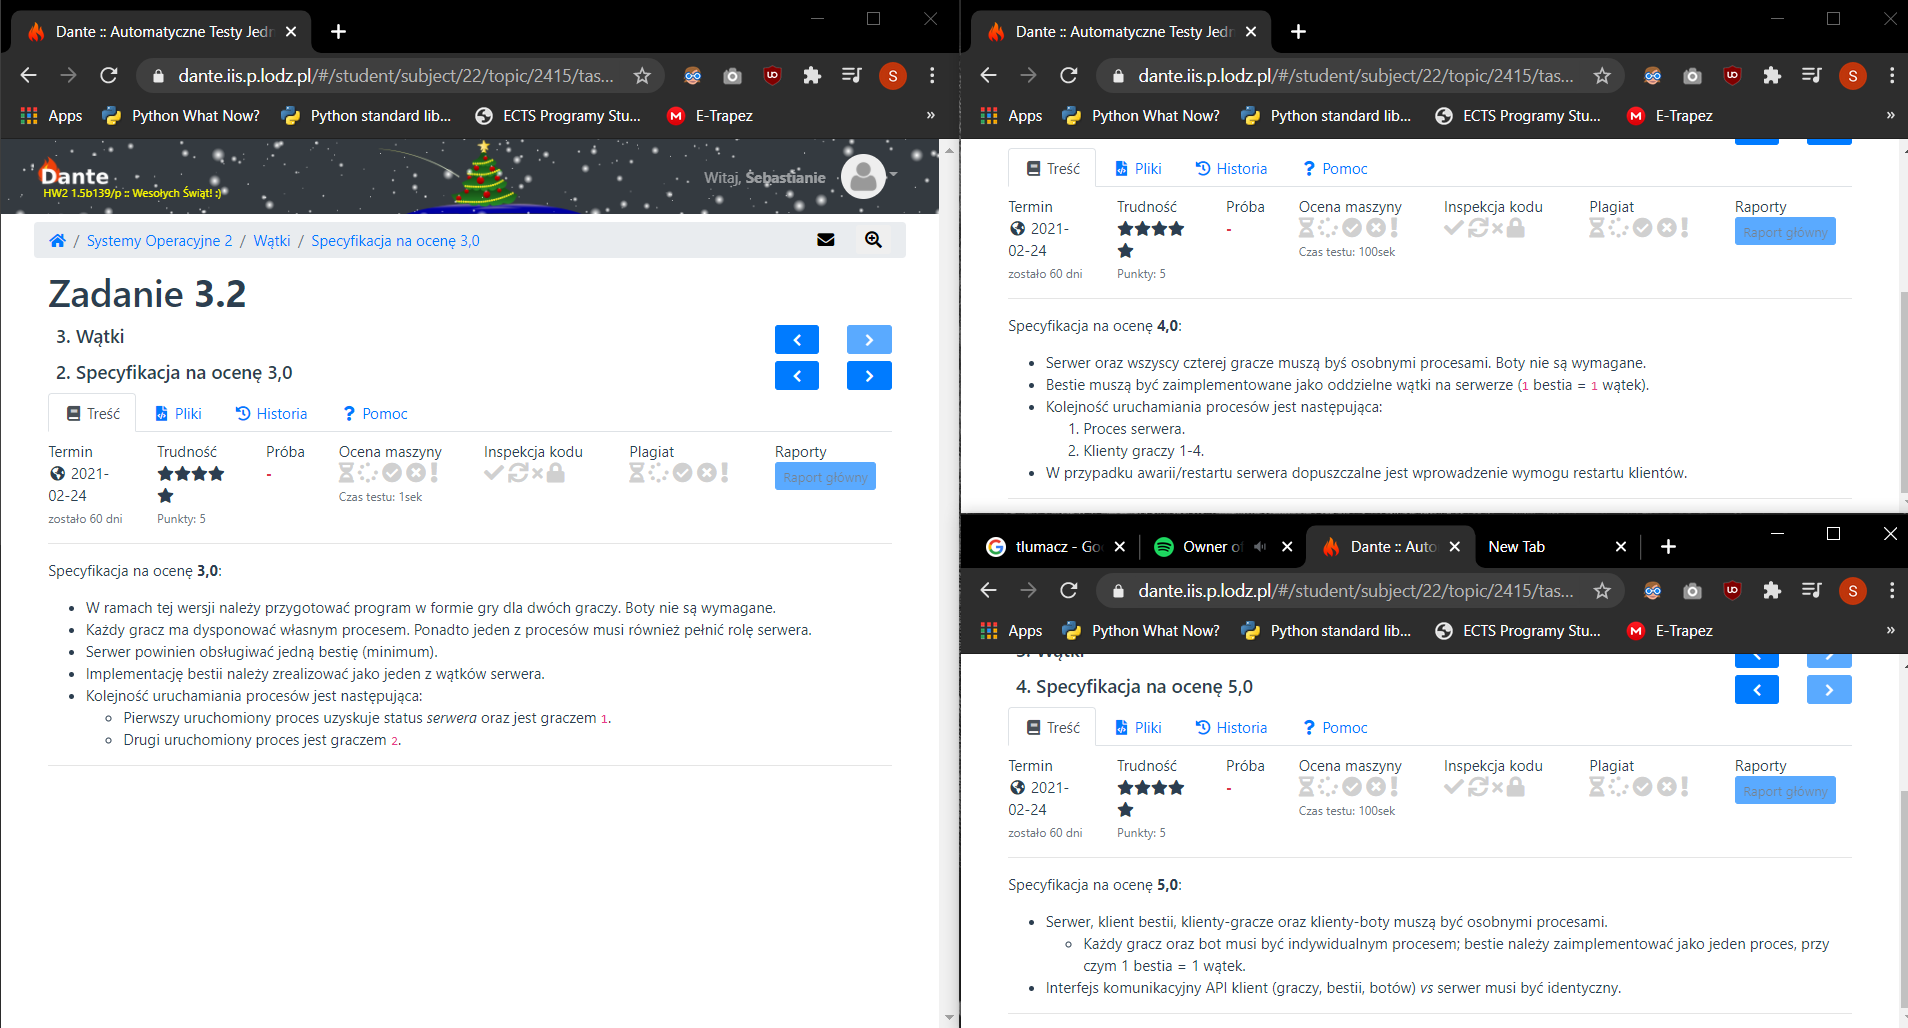 Dante :: Automatyczne Testy Jedn
dante.iis.p.lodz.pl/#/student/subject/22/topic/2415/tas...
S
Apps Python What Now? Python standard lib... ECTS Programy Stu... M E-Trapez »
Dante
HW2 1.5b139/p :: Wesołych Świąt! :)
Witaj, Sebastianie
/ Systemy Operacyjne 2 / Wątki / Specyfikacja na ocenę 3,0
Zadanie 3.2
3. Wątki
2. Specyfikacja na ocenę 3,0
Treść Pliki Historia ? Pomoc
Termin Trudność Próba Ocena maszyny Inspekcja kodu Plagiat Raporty
2021-
02-24
-
Raport główny
Czas testu: 1sek
zostało 60 dni Punkty: 5
Specyfikacja na ocenę 3,0:
• W ramach tej wersji należy przygotować program w formie gry dla dwóch graczy. Boty nie są wymagane.
• Każdy gracz ma dysponować własnym procesem. Ponadto jeden z procesów musi również pełnić rolę serwera.
• Serwer powinien obsługiwać jedną bestię (minimum).
• Implementację bestii należy zrealizować jako jeden z wątków serwera.
• Kolejność uruchamiania procesów jest następująca:
◦ Pierwszy uruchomiony proces uzyskuje status serwera oraz jest graczem 1.
◦ Drugi uruchomiony proces jest graczem 2.
Dante :: Automatyczne Testy Jedn
dante.iis.p.lodz.pl/#/student/subject/22/topic/2415/tas...
S
Apps Python What Now? Python standard lib... ECTS Programy Stu... M E-Trapez »
Treść Pliki Historia ? Pomoc
Termin Trudność Próba Ocena maszyny Inspekcja kodu Plagiat Raporty
2021-
02-24
-
Raport główny
Czas testu: 100sek
zostało 60 dni Punkty: 5
Specyfikacja na ocenę 4,0:
• Serwer oraz wszyscy czterej gracze muszą byś osobnymi procesami. Boty nie są wymagane.
• Bestie muszą być zaimplementowane jako oddzielne wątki na serwerze (1 bestia = 1 wątek).
• Kolejność uruchamiania procesów jest następująca:
1. Proces serwera.
2. Klienty graczy 1-4.
• W przypadku awarii/restartu serwera dopuszczalne jest wprowadzenie wymogu restartu klientów.
tlumacz - Go Owner of Dante :: Auto New Tab
dante.iis.p.lodz.pl/#/student/subject/22/topic/2415/tas...
S
Apps Python What Now? Python standard lib... ECTS Programy Stu... M E-Trapez »
3. Wątki
4. Specyfikacja na ocenę 5,0
Treść Pliki Historia ? Pomoc
Termin Trudność Próba Ocena maszyny Inspekcja kodu Plagiat Raporty
2021-
02-24
-
Raport główny
Czas testu: 100sek
zostało 60 dni Punkty: 5
Specyfikacja na ocenę 5,0:
• Serwer, klient bestii, klienty-gracze oraz klienty-boty muszą być osobnymi procesami.
◦ Każdy gracz oraz bot musi być indywidualnym procesem; bestie należy zaimplementować jako jeden proces, przy
czym 1 bestia = 1 wątek.
• Interfejs komunikacyjny API klient (graczy, bestii, botów) vs serwer musi być identyczny.